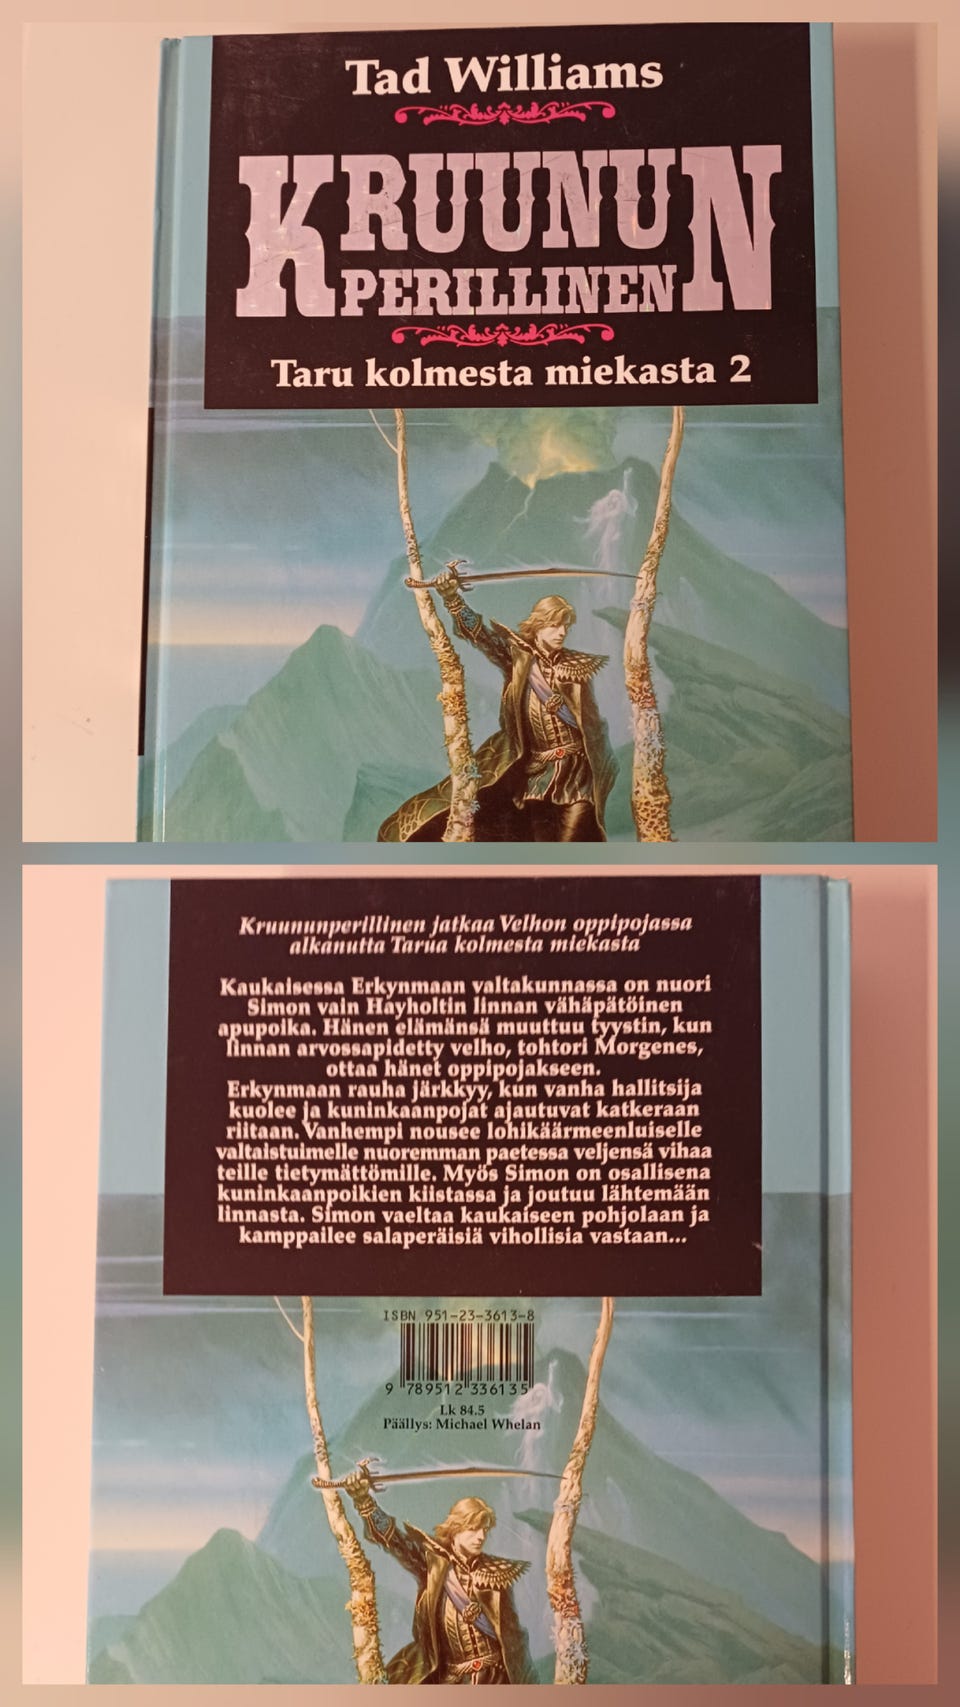 Tad Williams
KRUUNUN
PERILLINEN
Taru kolmesta miekasta 2
Kruununperillinen jatkaa Velhon oppipojassa
alkanutta Tarua kolmesta miekasta
Kaukaisessa Erkynmaan valtakunnassa on nuori
Simon vain Hayholtin linnan vähäpätöinen
apupoika. Hänen elämänsä muuttuu tyystin, kun
linnan arvossapidetty velho, tohtori Morgenes,
ottaa hänet oppipojakseen.
Erkynmaan rauha järkkyy, kun vanha hallitsija
kuolee ja kuninkaanpojat ajautuvat katkeraan
riitaan. Vanhempi nousee lohikäärmeenluiselle
valtaistuimelle nuoremman paetessa veljensä vihaa
teille tietymättömille. Myös Simon on osallisena
kuninkaanpoikien kiistassa ja joutuu lähtemään
linnasta. Simon vaeltaa kaukaiseen pohjolaan ja
kamppailee salaperäisiä vihollisia vastaan...
ISBN 951-23-3613-8
9 789512 336135
Lk 84.5
Päällys: Michael Whelan